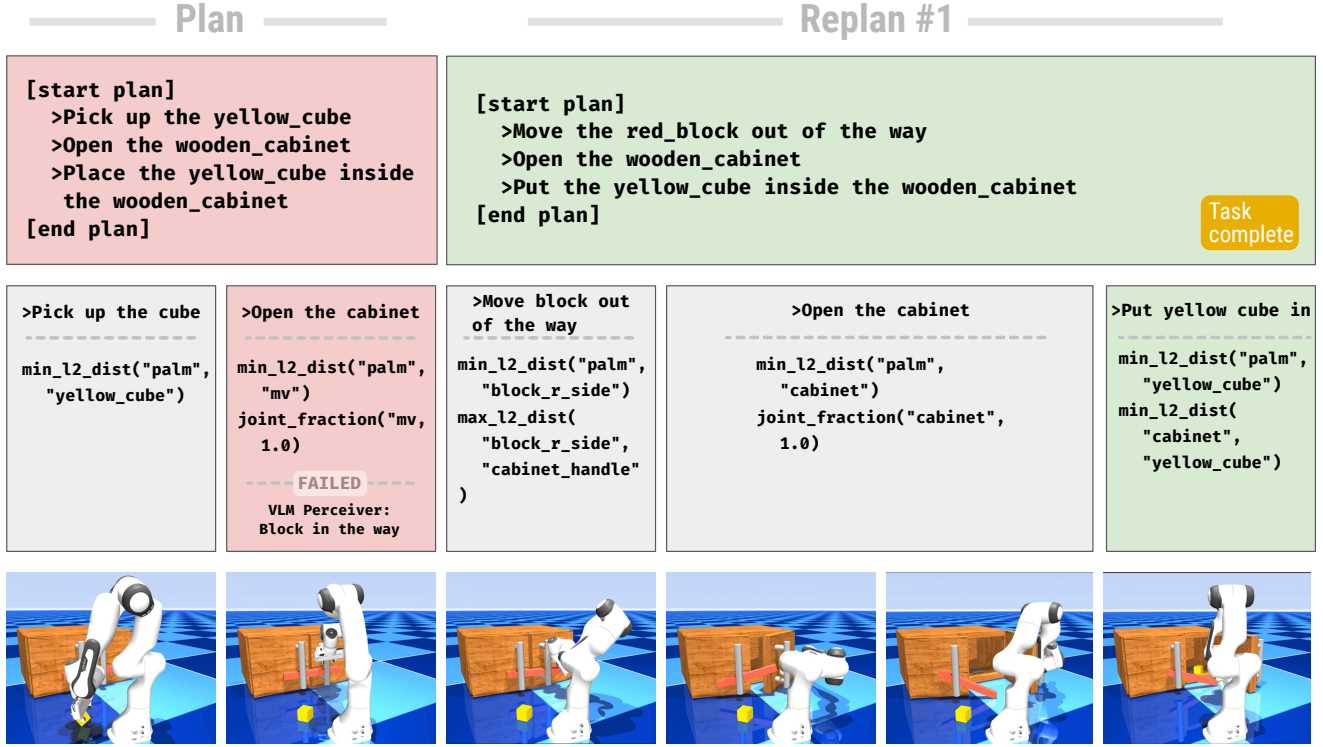 Plan
Replan #1
[start plan]
>Pick up the yellow_cube
>Open the wooden_cabinet
>Place the yellow_cube inside
the wooden_cabinet
[end plan]
[start plan]
>Move the red_block out of the way
>Open the wooden_cabinet
>Put the yellow_cube inside the wooden_cabinet
[end plan]
Task
complete
>Pick up the cube
min_l2_dist("palm",
"yellow_cube")
>Open the cabinet
min_l2_dist("palm",
"mv")
joint_fraction("mv,
1.0)
FAILED
VLM Perceiver:
Block in the way
>Move block out
of the way
min_l2_dist("palm",
"block_r_side")
max_l2_dist(
"block_r_side",
"cabinet_handle"
)
>Open the cabinet
min_l2_dist("palm",
"cabinet")
joint_fraction("cabinet",
1.0)
>Put yellow cube in
min_l2_dist("palm",
"yellow_cube")
min_l2_dist(
"cabinet",
"yellow_cube")